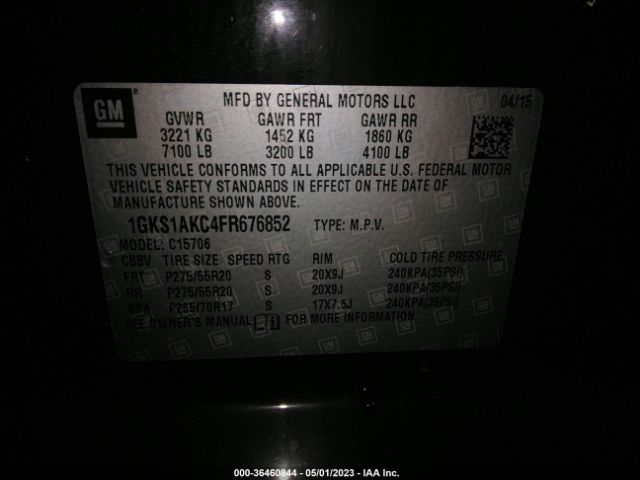 GM
MFD BY GENERAL MOTORS LLC 04/15
GVWR GAWR FRT GAWR RR
3221 KG 1452 KG 1860 KG
7100 LB 3200 LB 4100 LB
THIS VEHICLE CONFORMS TO ALL APPLICABLE U.S. FEDERAL MOTOR
VEHICLE SAFETY STANDARDS IN EFFECT ON THE DATE OF
MANUFACTURE SHOWN ABOVE.
1GKS1AKC4FR676852 TYPE: M.P.V.
MODEL: C15706
CBBV TIRE SIZE SPEED RTG RIM COLD TIRE PRESSURE
FRT P275/55R20 S 20X9J 240KPA(35PSI)
RR P275/55R20 S 20X9J 240KPA(35PSI)
SPA P265/70R17 S 17X7.5J 240KPA(35PSI)
SEE OWNER'S MANUAL FOR MORE INFORMATION.
000-36460844 - 05/01/2023 - IAA Inc.